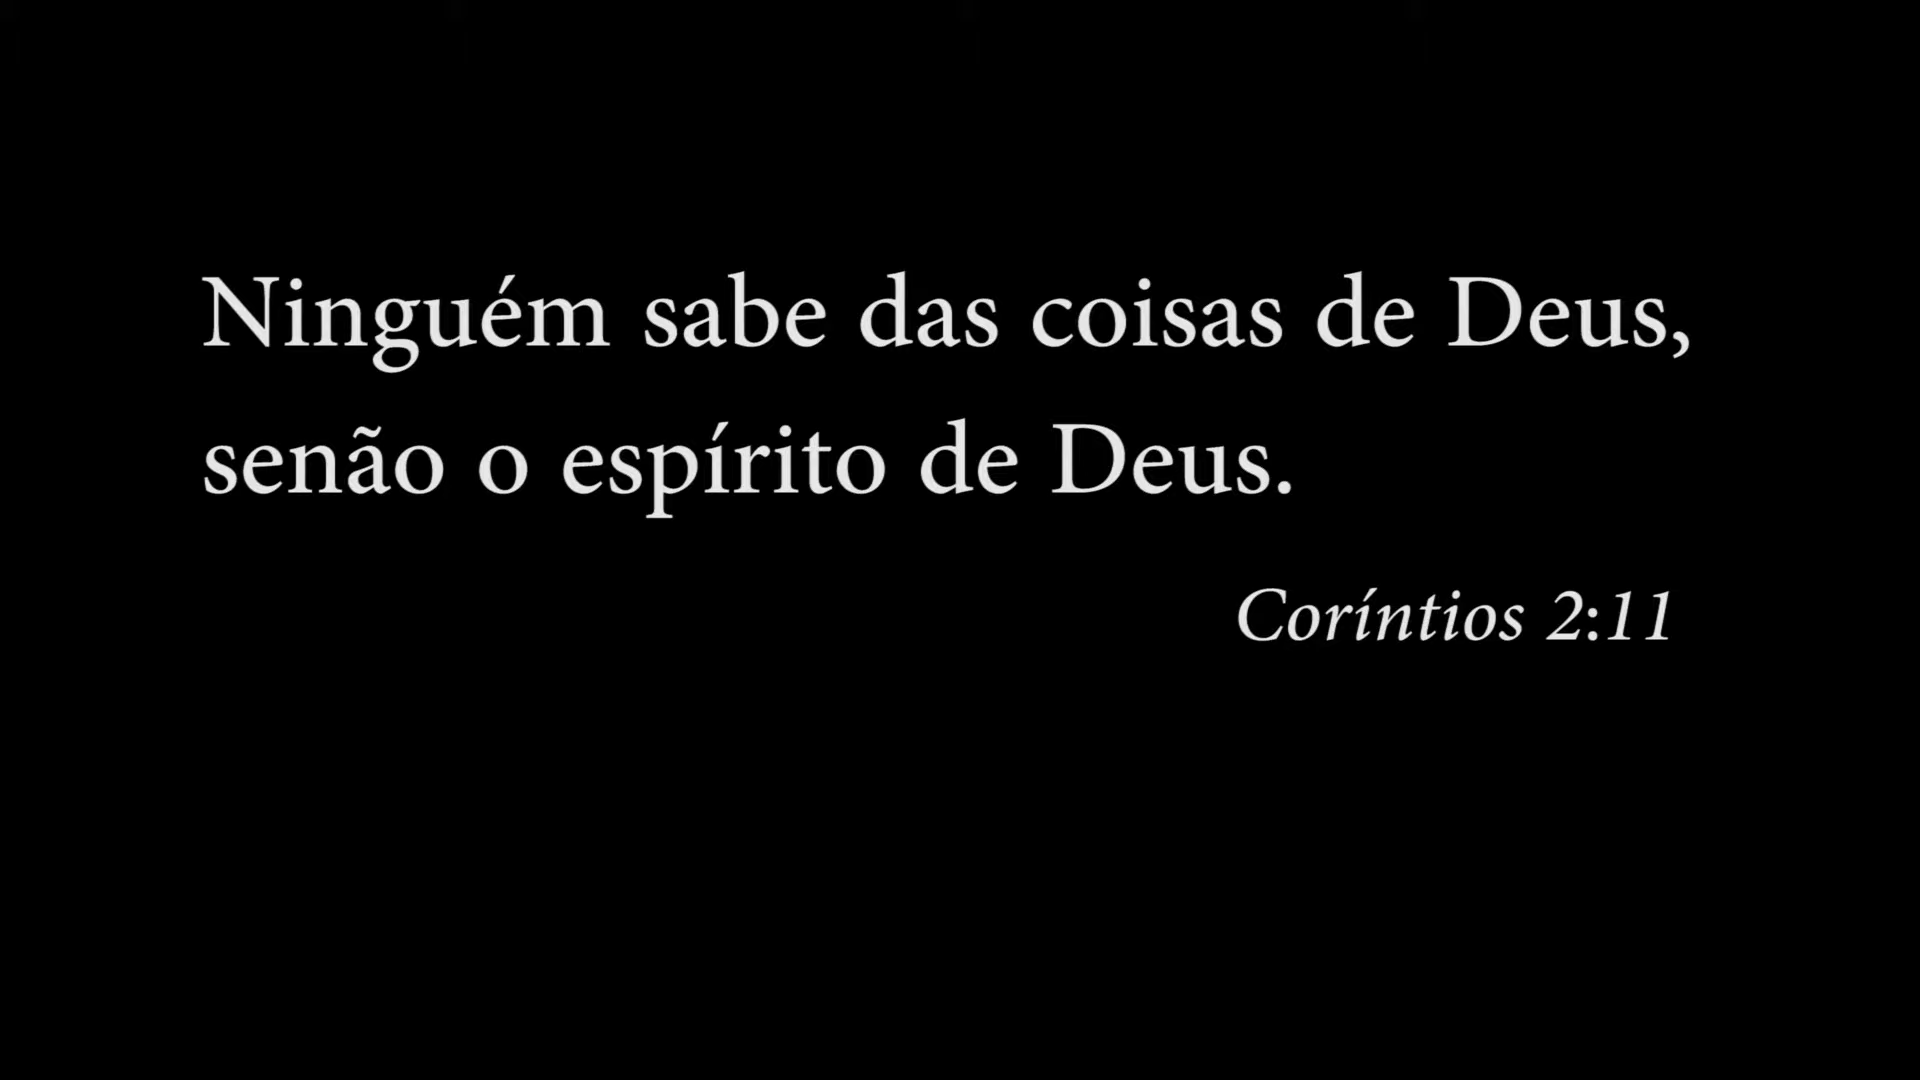 Ninguém sabe das coisas de Deus,
senão o espírito de Deus.
Coríntios 2:11